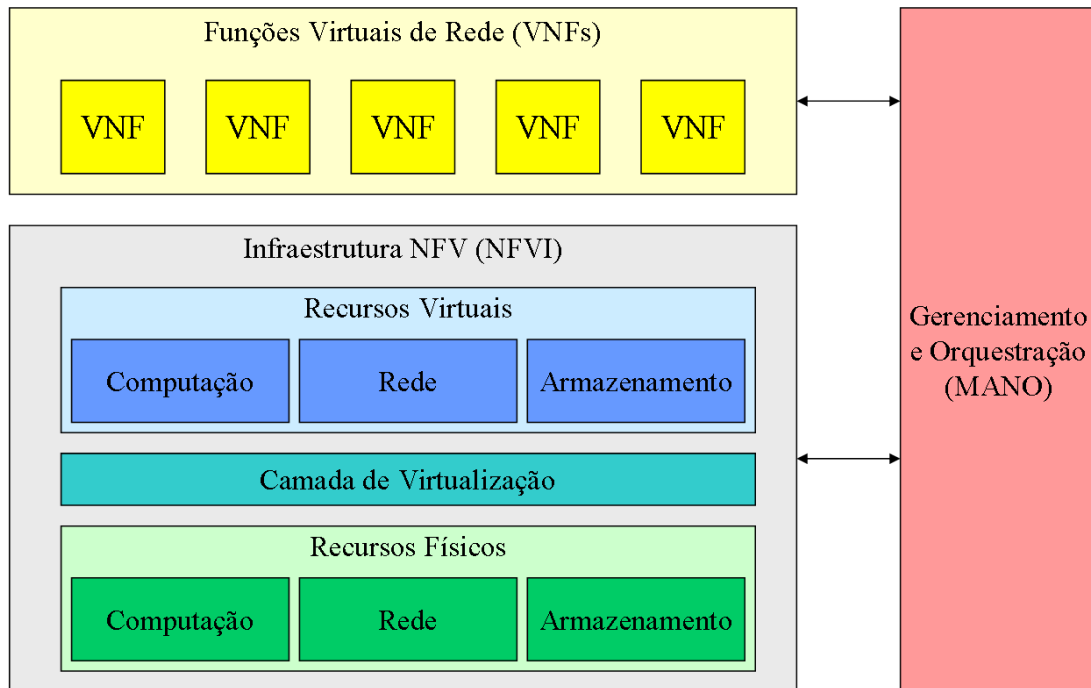 Funções Virtuais de Rede (VNFs)
VNF
VNF
VNF
VNF
VNF
Infraestrutura NFV (NFVI)
Recursos Virtuais
Computação
Rede
Armazenamento
Camada de Virtualização
Recursos Físicos
Computação
Rede
Armazenamento
Gerenciamento
e Orquestração
(MANO)